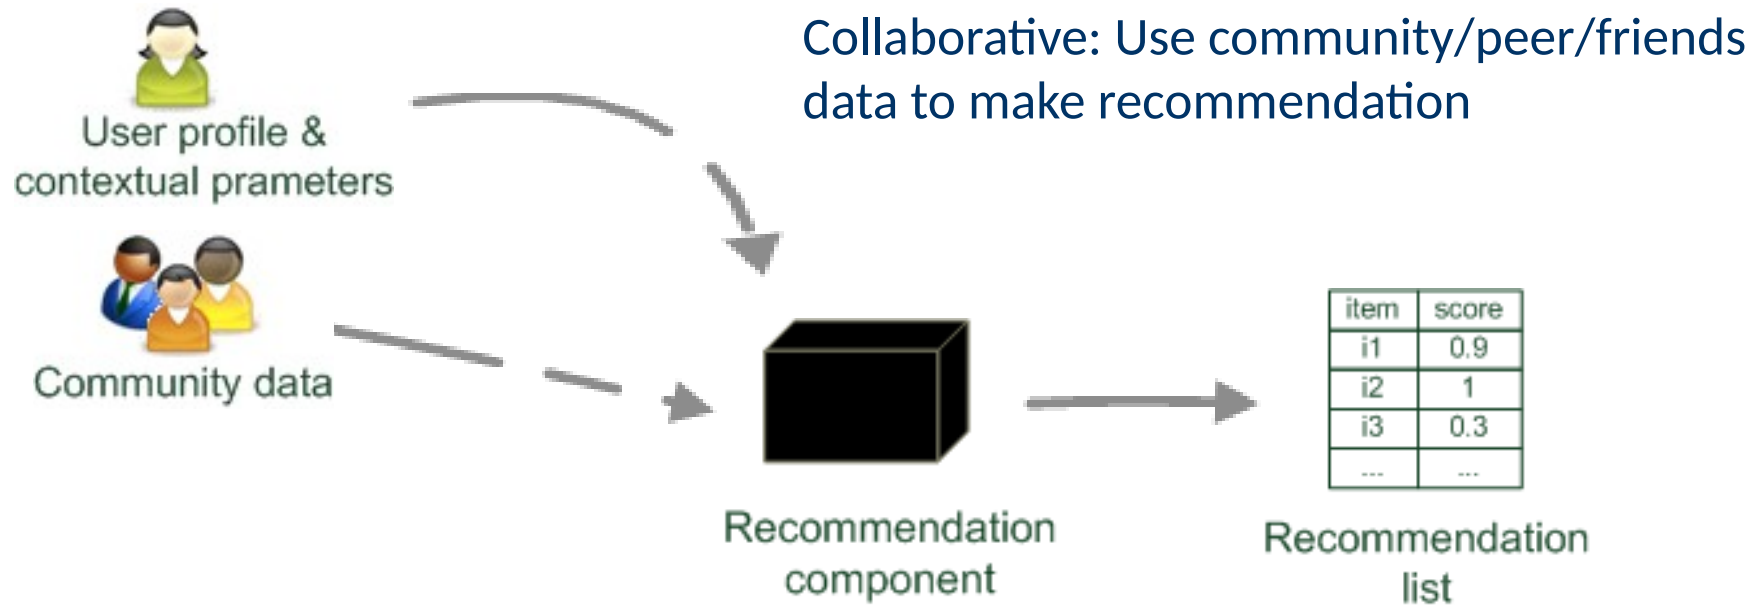 Collaborative: Use community/peer/friends
data to make recommendation
User profile &
contextual prameters
Community data
item score
i1 0.9
i2 1
i3 0.3
... ...
Recommendation
component
Recommendation
list